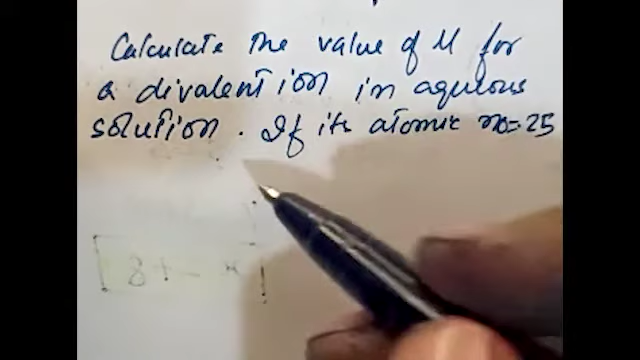 Calculate the value of μ for
a divalent ion in aqueous
solution. If its atomic no=25